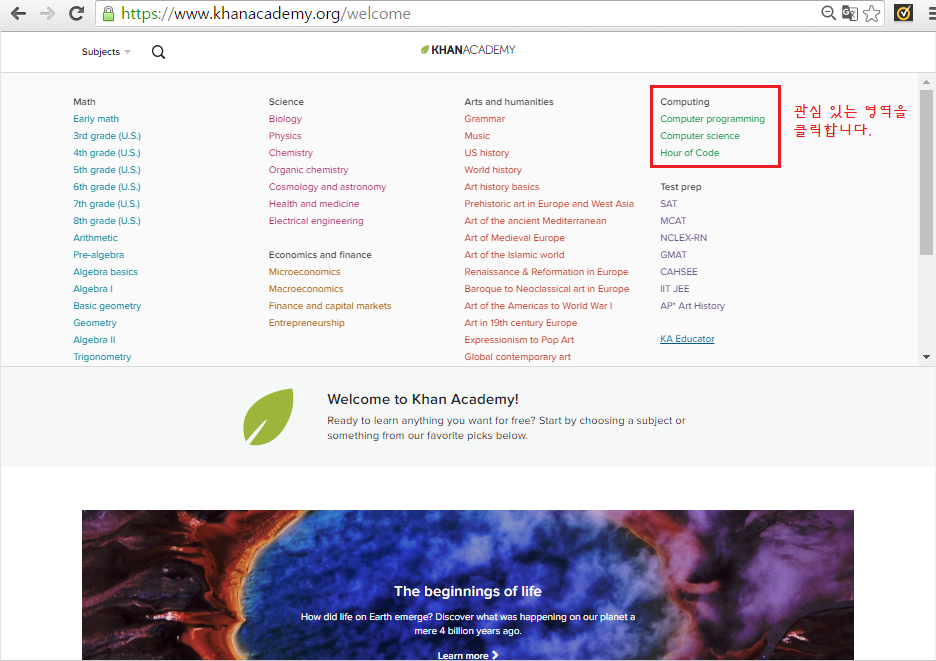 https://www.khanacademy.org/welcome
Subjects
KHANACADEMY
Math
Early math
3rd grade (U.S.)
4th grade (U.S.)
5th grade (U.S.)
6th grade (U.S.)
7th grade (U.S.)
8th grade (U.S.)
Arithmetic
Pre-algebra
Algebra basics
Algebra I
Basic geometry
Geometry
Algebra II
Trigonometry
Science
Biology
Physics
Chemistry
Organic chemistry
Cosmology and astronomy
Health and medicine
Electrical engineering
Economics and finance
Microeconomics
Macroeconomics
Finance and capital markets
Entrepreneurship
Arts and humanities
Grammar
Music
US history
World history
Art history basics
Prehistoric art in Europe and West Asia
Art of the ancient Mediterranean
Art of Medieval Europe
Art of the Islamic world
Renaissance & Reformation in Europe
Baroque to Neoclassical art in Europe
Art of the Americas to World War I
Art in 19th century Europe
Expressionism to Pop Art
Global contemporary art
Computing
Computer programming
Computer science
Hour of Code
관심 있는 영역을
클릭합니다.
Test prep
SAT
MCAT
NCLEX-RN
GMAT
CAHSEE
IIT JEE
AP* Art History
KA Educator
Welcome to Khan Academy!
Ready to learn anything you want for free? Start by choosing a subject or
something from our favorite picks below.
The beginnings of life
How did life on Earth emerge? Discover what was happening on our planet a
mere 4 billion years ago.
Learn more